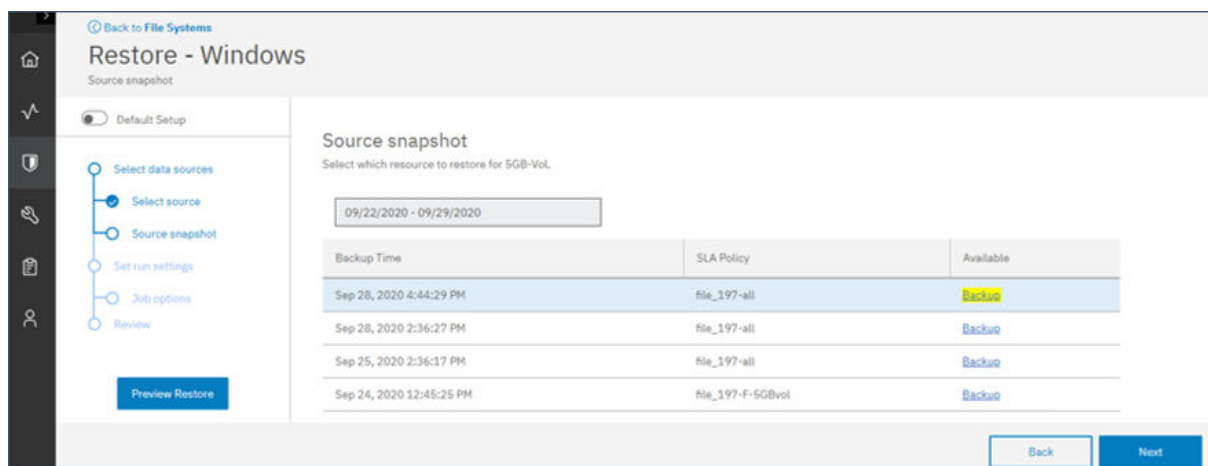 Back to File Systems
Restore - Windows
Source snapshot
Default Setup
Select data sources
Select source
Source snapshot
Set run settings
Job options
Review
Preview Restore
Source snapshot
Select which resource to restore for 5GB-Vol.
09/22/2020 - 09/29/2020
Backup Time SLA Policy Available
Sep 28, 2020 4:44:29 PM file_197-all Backup
Sep 28, 2020 2:36:27 PM file_197-all Backup
Sep 25, 2020 2:36:17 PM file_197-all Backup
Sep 24, 2020 12:45:25 PM file_197-F-5GBvol Backup
Back Next